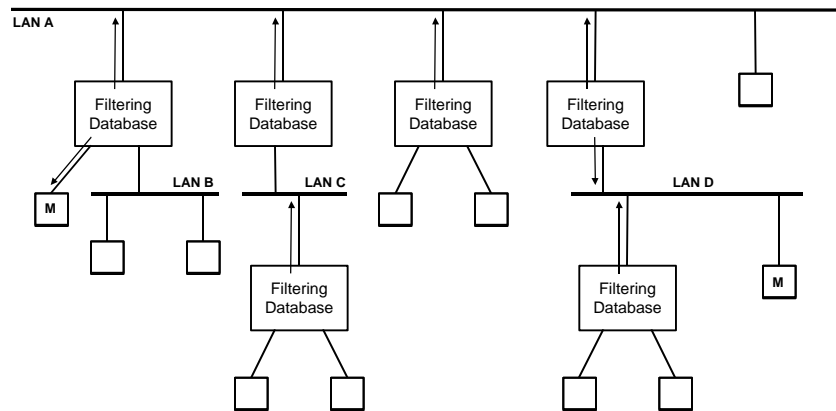 LAN A
Filtering
Database
Filtering
Database
Filtering
Database
Filtering
Database
M
LAN B
LAN C
LAN D
Filtering
Database
Filtering
Database
M